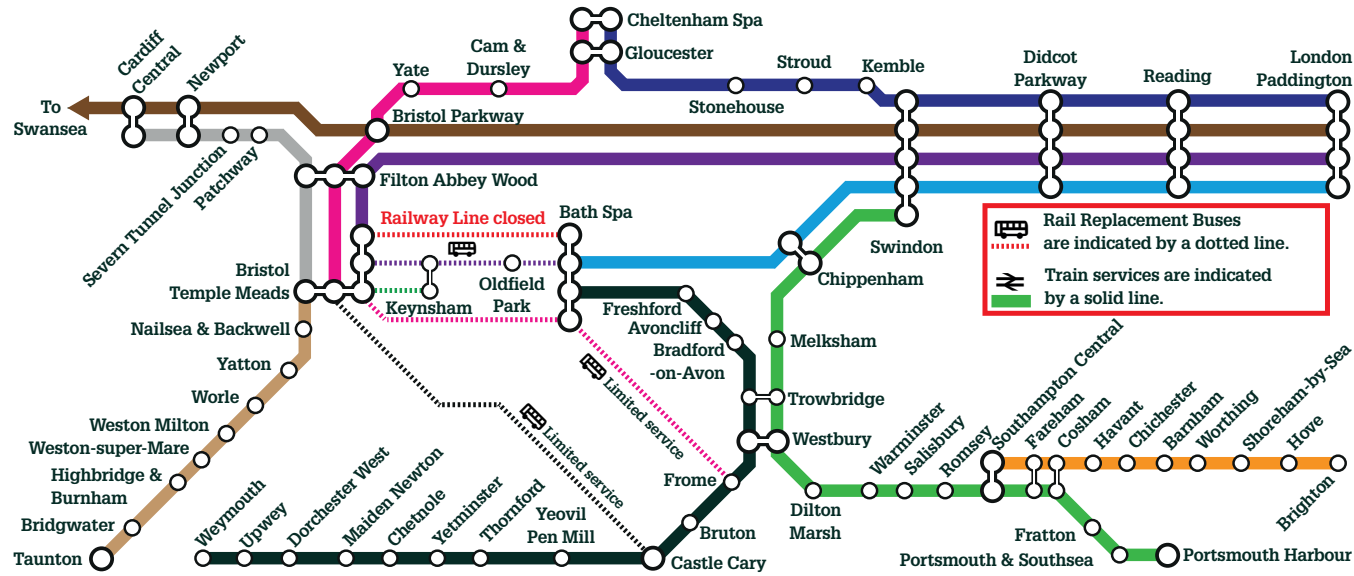 Cheltenham Spa
Gloucester
Cam &
Dursley
Yate
Stonehouse
Stroud
Kemble
Didcot
Parkway
Reading
London
Paddington
Cardiff
Central
Newport
To
Swansea
Bristol Parkway
Severn Tunnel Junction
Patchway
Filton Abbey Wood
Railway Line closed
Bath Spa
Swindon
Rail Replacement Buses
are indicated by a dotted line.
Train services are indicated
by a solid line.
Bristol
Temple Meads
Keynsham
Oldfield
Park
Chippenham
Freshford
Avoncliff
Bradford
-on-Avon
Melksham
Nailsea & Backwell
Yatton
Worle
Weston Milton
Weston-super-Mare
Highbridge &
Burnham
Bridgwater
Taunton
Limited service
Limited service
Trowbridge
Westbury
Frome
Bruton
Castle Cary
Weymouth
Upwey
Dorchester West
Maiden Newton
Chetnole
Yetminster
Thornford
Yeovil
Pen Mill
Dilton
Marsh
Warminster
Salisbury
Romsey
Southampton Central
Fareham
Cosham
Havant
Chichester
Barnham
Worthing
Shoreham-by-Sea
Hove
Brighton
Fratton
Portsmouth & Southsea
Portsmouth Harbour